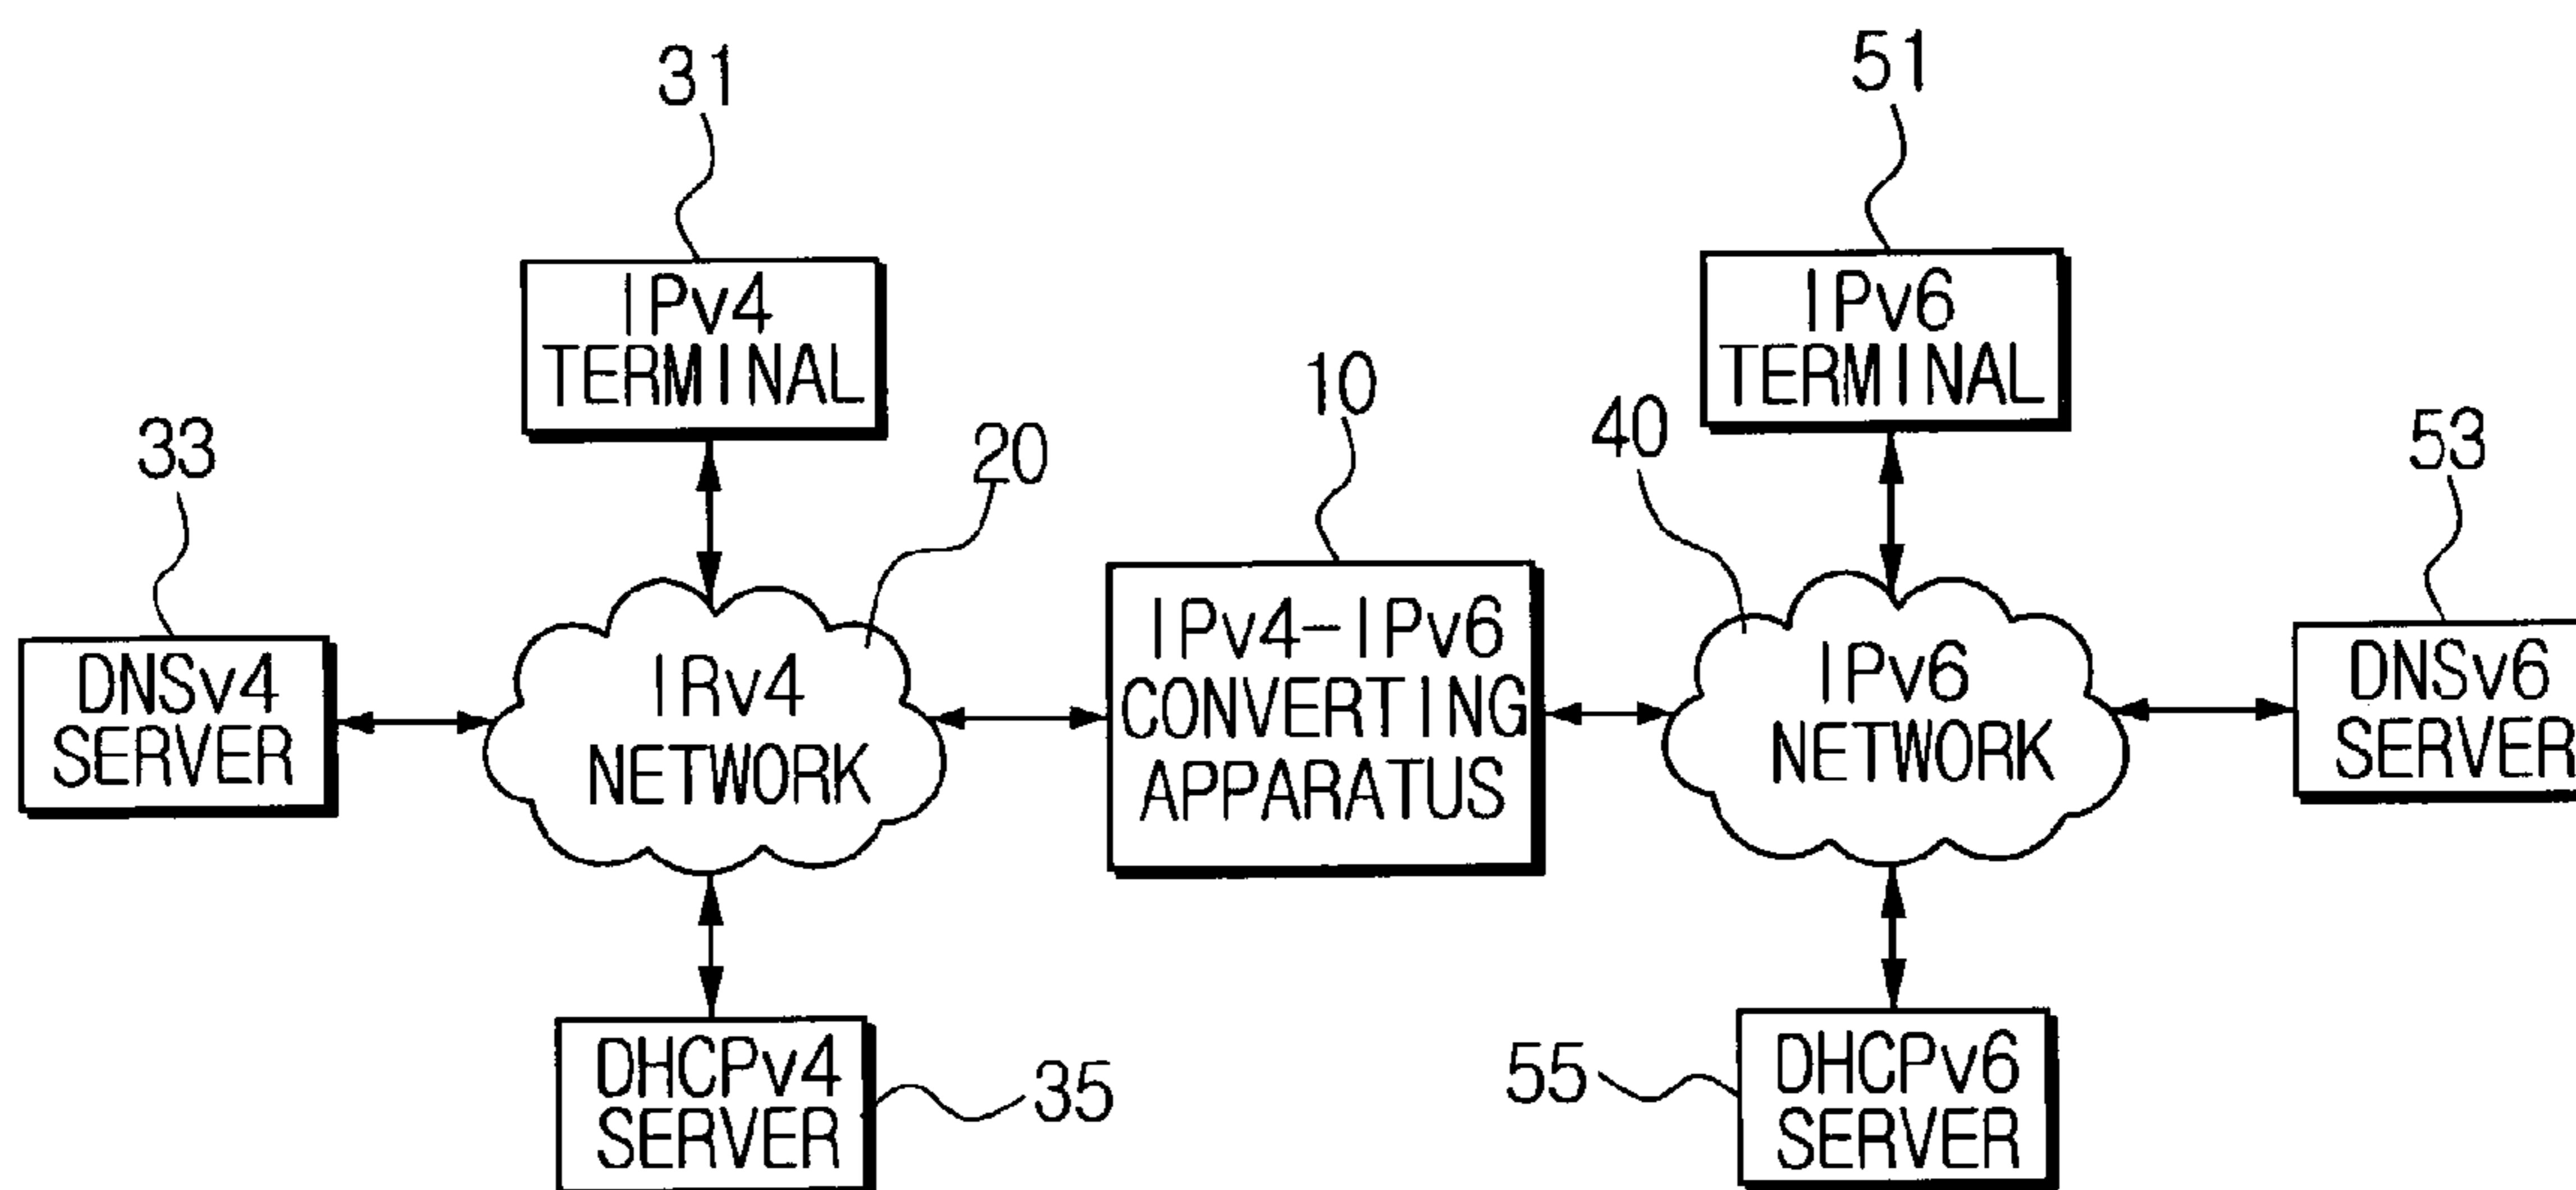 31
51
IPv4
TERMINAL
IPv6
TERMINAL
10
33
20
40
53
DNSv4
SERVER
IRv4
NETWORK
IPv4-IPv6
CONVERTING
APPARATUS
IPv6
NETWORK
DNSv6
SERVER
DHCPv4
SERVER
35
55
DHCPv6
SERVER